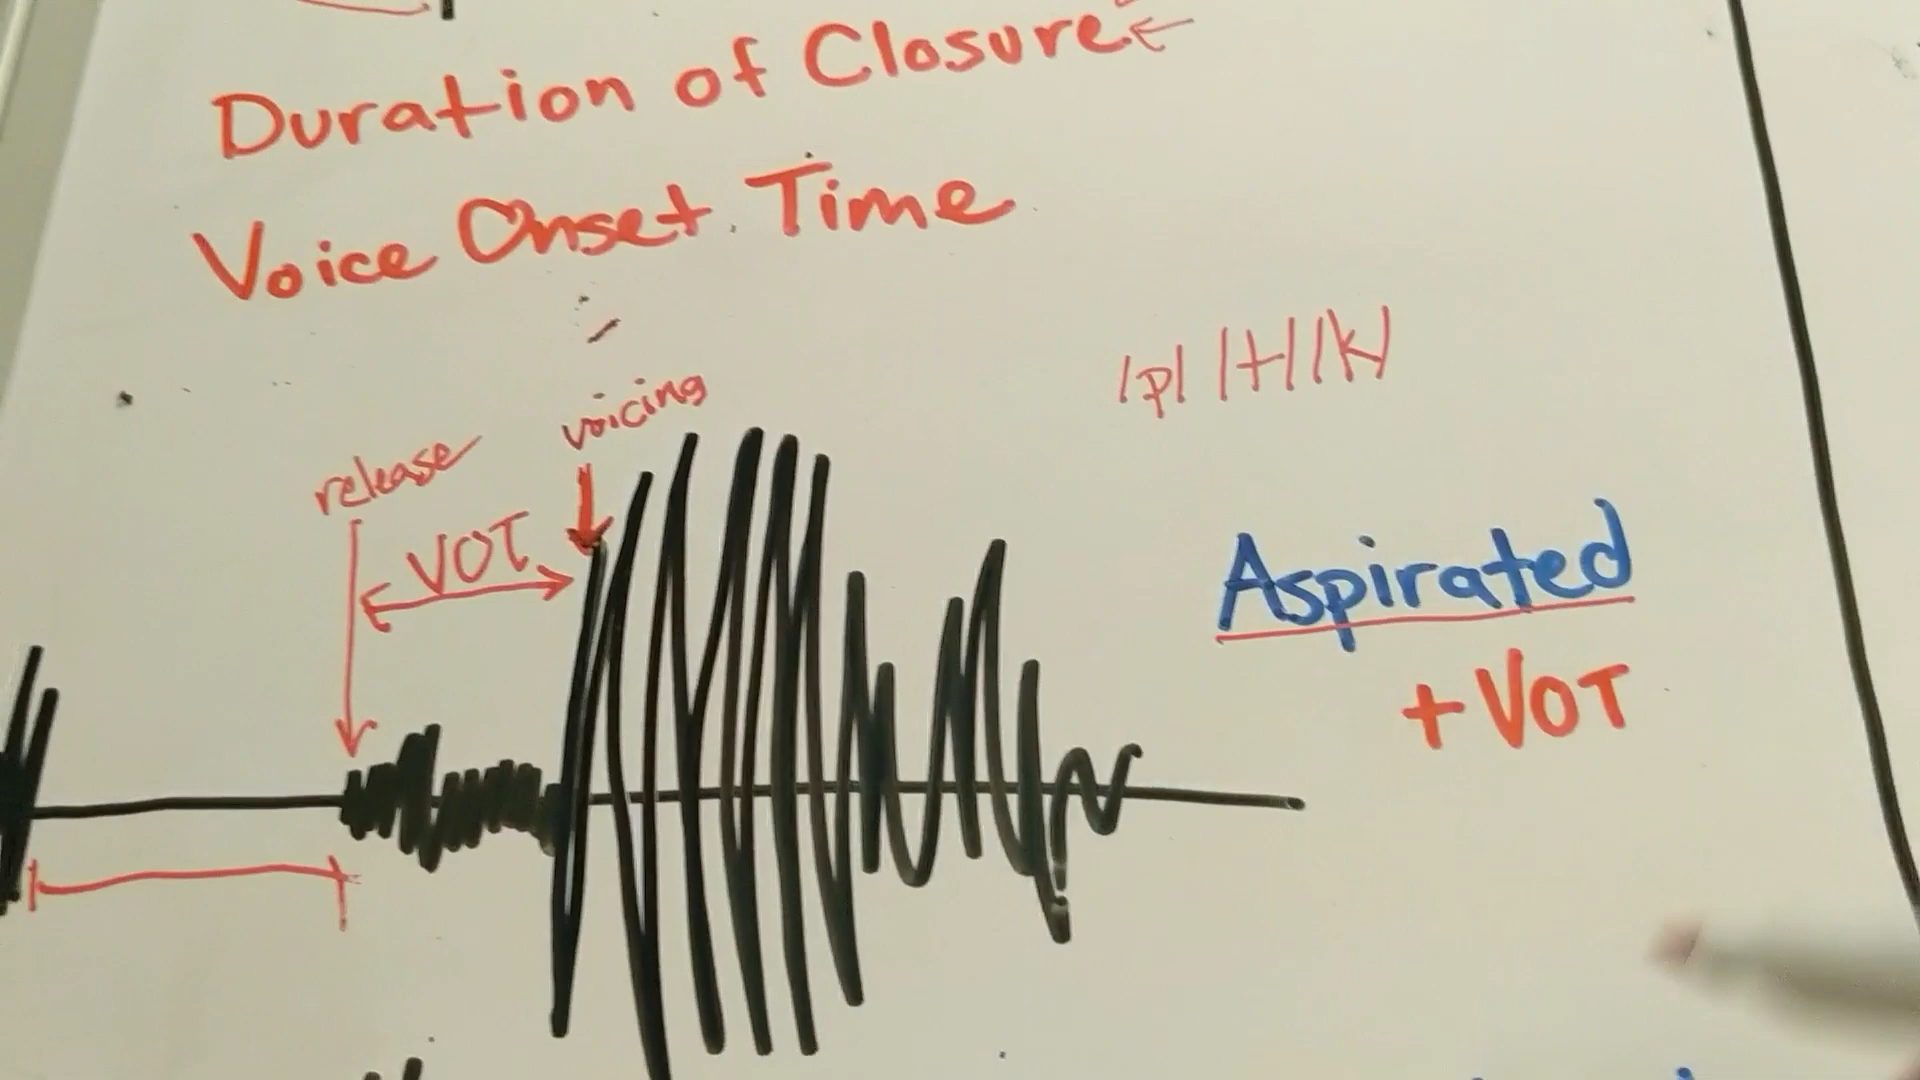 Duration of Closure
Voice Onset Time
/p/ /t/ /k/
voicing
release
VOT
Aspirated
+VOT